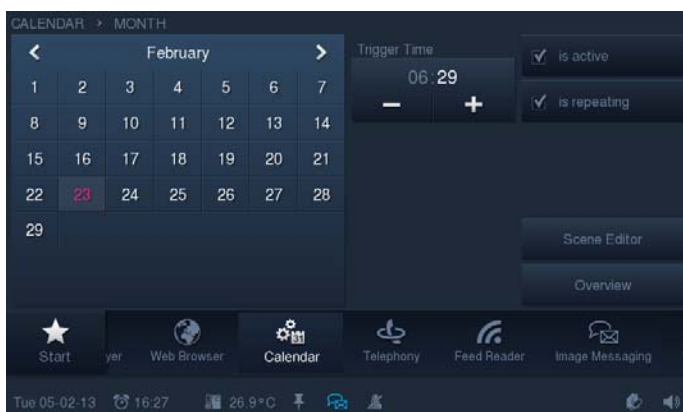 CALENDAR > MONTH
February
1 2 3 4 5 6 7
8 9 10 11 12 13 14
15 16 17 18 19 20 21
22 23 24 25 26 27 28
29
Trigger Time
06:29
is active
is repeating
Scene Editor
Overview
Start yer Web Browser Calendar Telephony Feed Reader Image Messaging
Tue 05-02-13 16:27 26.9°C